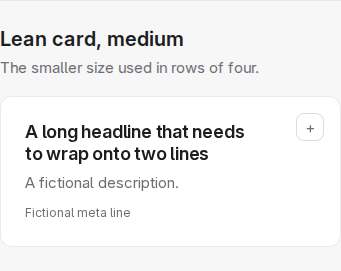 Lean card, medium
The smaller size used in rows of four.
A long headline that needs
to wrap onto two lines
+
A fictional description.
Fictional meta line